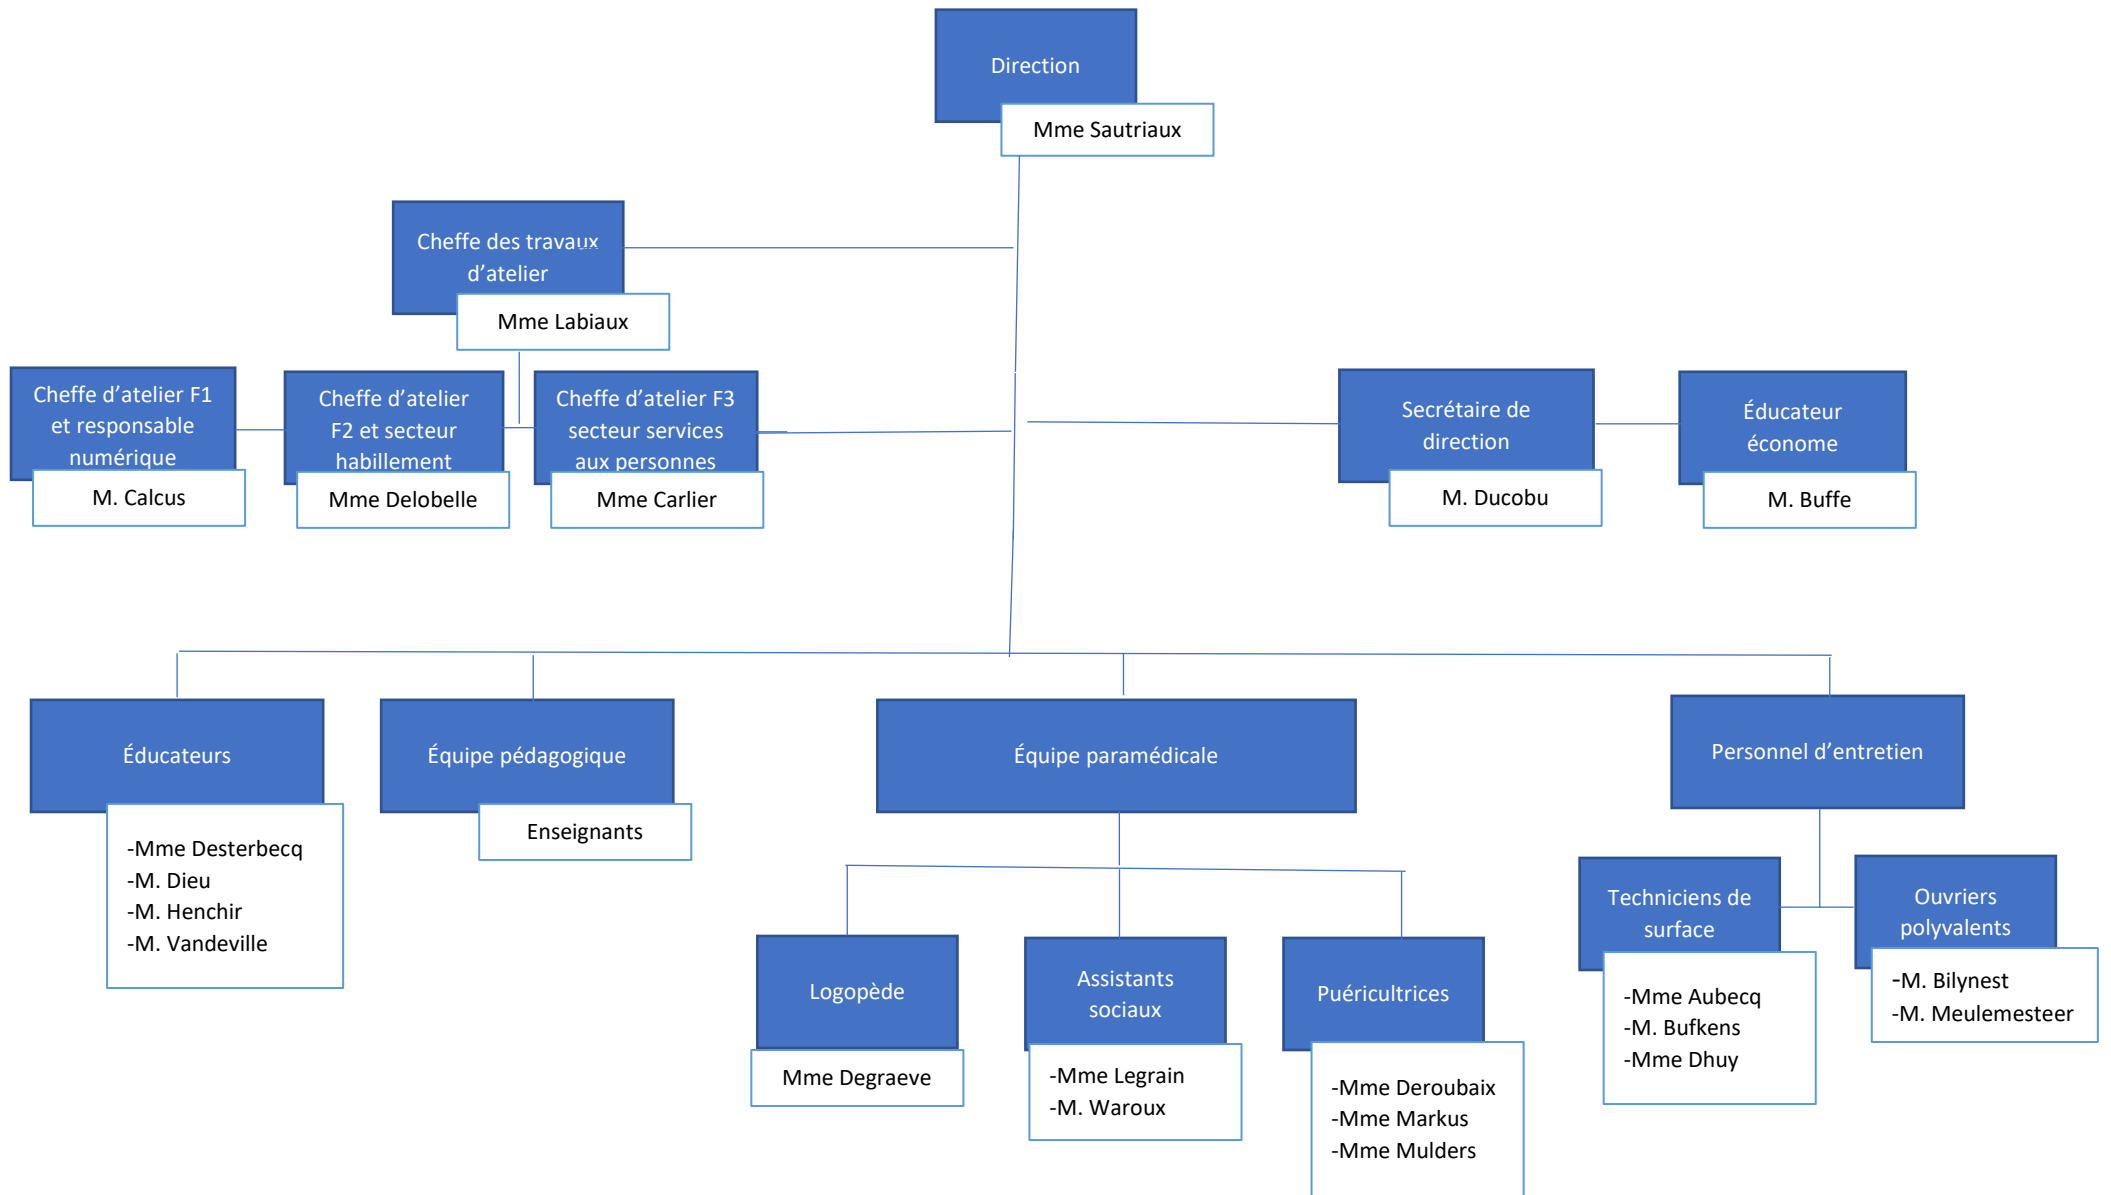 Direction
Mme Sautriaux
Cheffe des travaux
d’atelier
Mme Labiaux
Cheffe d’atelier F1
et responsable
numérique
M. Calcus
Cheffe d’atelier
F2 et secteur
habillement
Mme Delobelle
Cheffe d’atelier F3
secteur services
aux personnes
Mme Carlier
Secrétaire de
direction
M. Ducobu
Éducateur
économe
M. Buffe
Éducateurs
-Mme Desterbecq
-M. Dieu
-M. Henchir
-M. Vandeville
Équipe pédagogique
Enseignants
Équipe paramédicale
Logopède
Mme Degraeve
Assistants
sociaux
-Mme Legrain
-M. Waroux
Puéricultrices
-Mme Deroubaix
-Mme Markus
-Mme Mulders
Personnel d’entretien
Techniciens de
surface
-Mme Aubecq
-M. Bufkens
-Mme Dhuy
Ouvriers
polyvalents
-M. Bilynest
-M. Meulemesteer